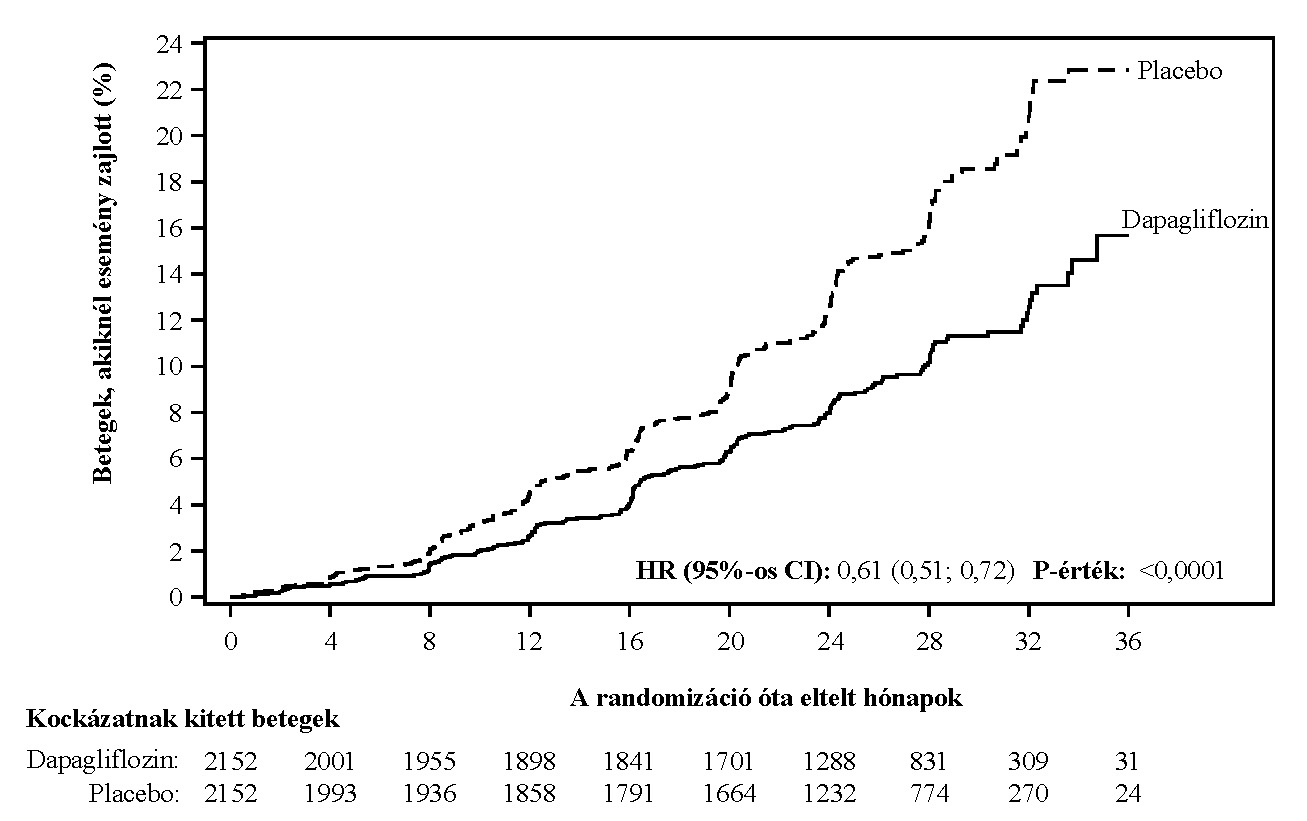 24
22
20
18
16
14
12
10
8
6
4
2
0
Betegek, akiknél esemény zajlott (%)
Placebo
Dapagliflozin
HR (95%-os CI): 0,61 (0,51; 0,72) P-érték: <0,0001
0 4 8 12 16 20 24 28 32 36
A randomizáció óta eltelt hónapok
Kockázatnak kitett betegek
Dapagliflozin: 2152 2001 1955 1898 1841 1701 1288 831 309 31
Placebo: 2152 1993 1936 1858 1791 1664 1232 774 270 24